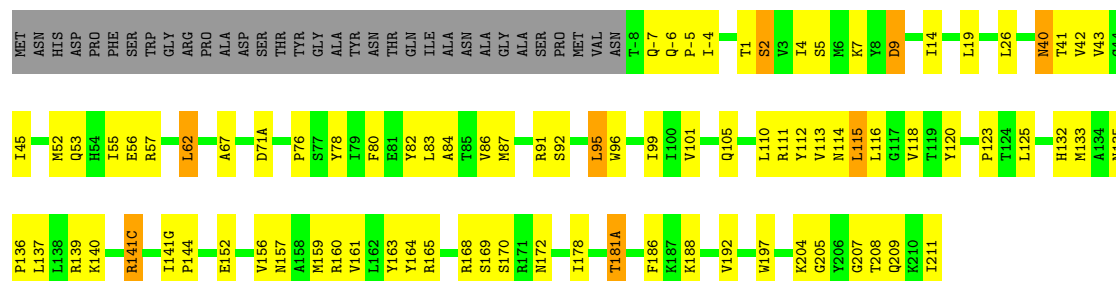 MET ASN HIS ASP PRO PHE SER TRP GLY ARG PRO ALA ASP SER THR TYR GLY ALA TYR ASN THR GLN ILE ALA ASN ALA GLY ALA ALA SER PRO MET VAL ASN T-8 Q-7 Q-6 P-5 I-4 T1 S2 V3 I4 S5 M6 K7 Y8 D9 I14 L19 L26 N40 T41 V42 V43
I45 M52 Q53 H54 I55 E56 R57 L62 A67 D71A P76 S77 Y78 I79 F80 E81 Y82 L83 A84 T85 V86 M87 R91 S92 L95 W96 I99 I100 V101 Q105 L110 R111 Y112 V113 N114 L115 L116 G117 V118 T119 Y120 P123 T124 L125 H132 M133 A134
P136 L137 L138 R139 K140 R141C I141G P144 E152 V156 N157 A158 M159 R160 V161 L162 Y163 Y164 R165 R168 S169 S170 R171 N172 I178 T181A F186 K187 K188 V192 W197 K204 G205 Y206 G207 T208 Q209 K210 I211